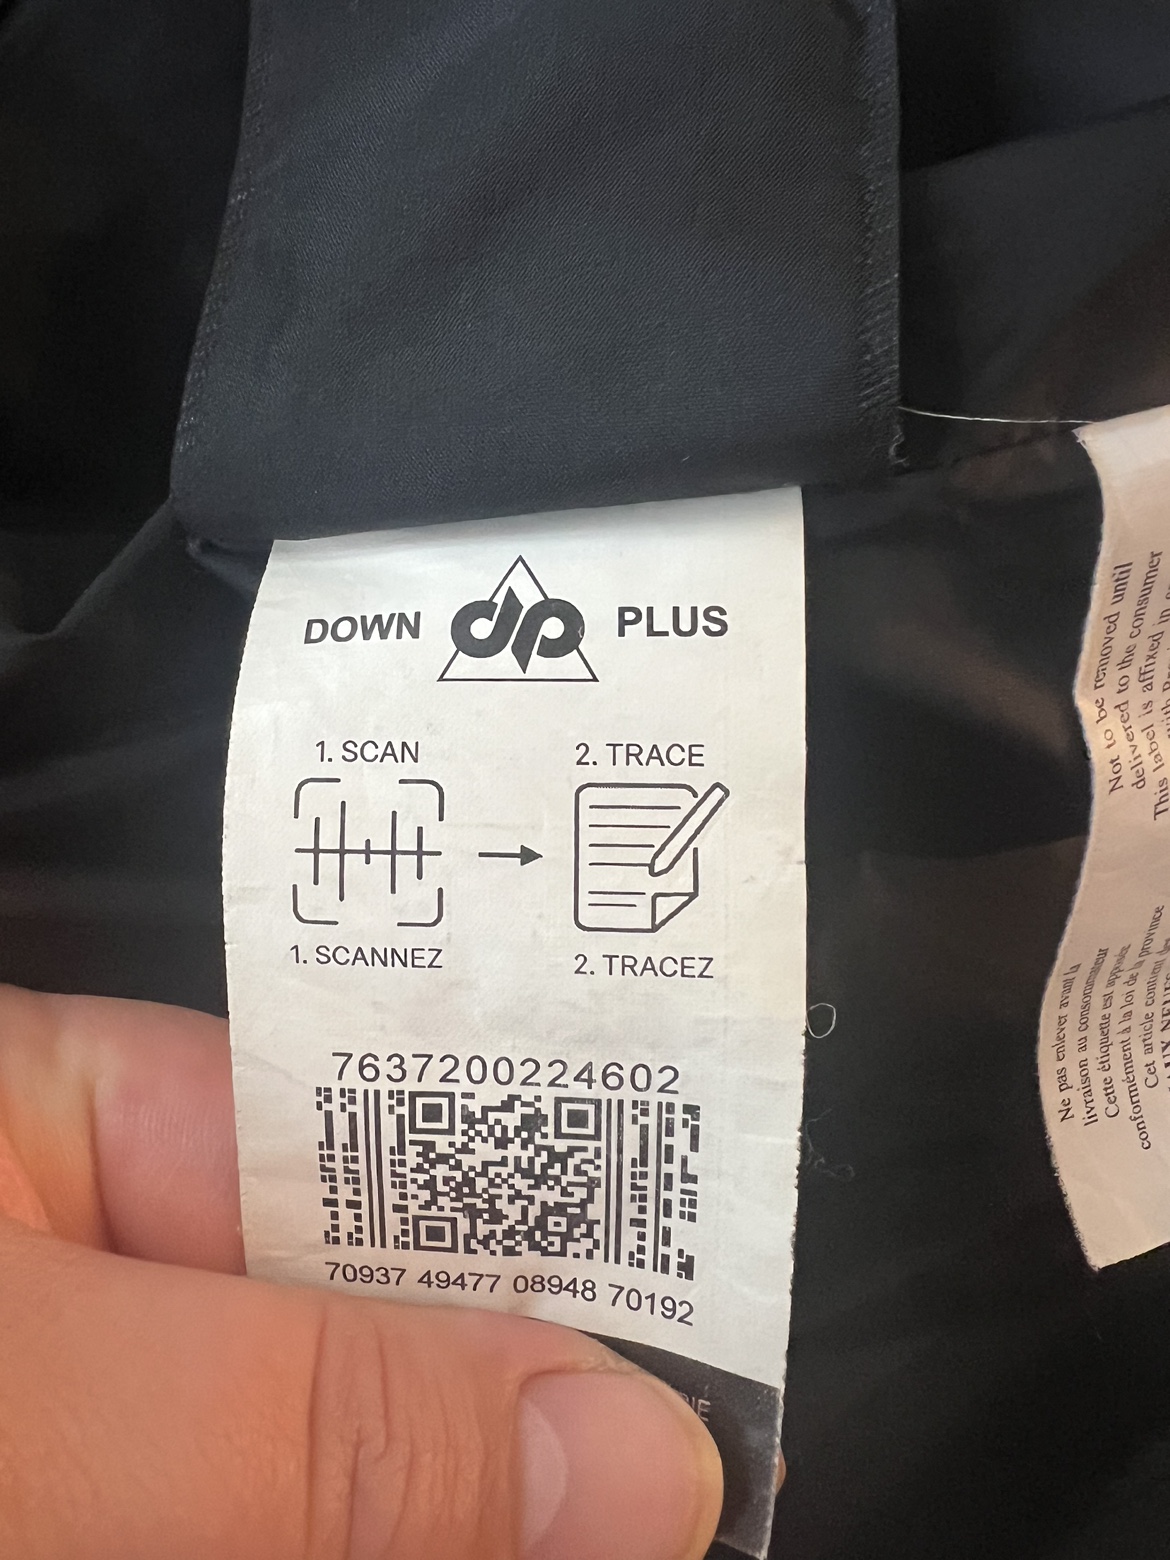 DOWN dp PLUS
1. SCAN
2. TRACE
1. SCANNEZ
2. TRACEZ
7637200224602
70937 49477 08948 70192
Not to be removed until
delivered to the consumer
This label is affixed in
Ne pas enlever avant la
livraison au consommateur
Cette étiquette est apposée
conformément à la loi de la province
Cet article contient des